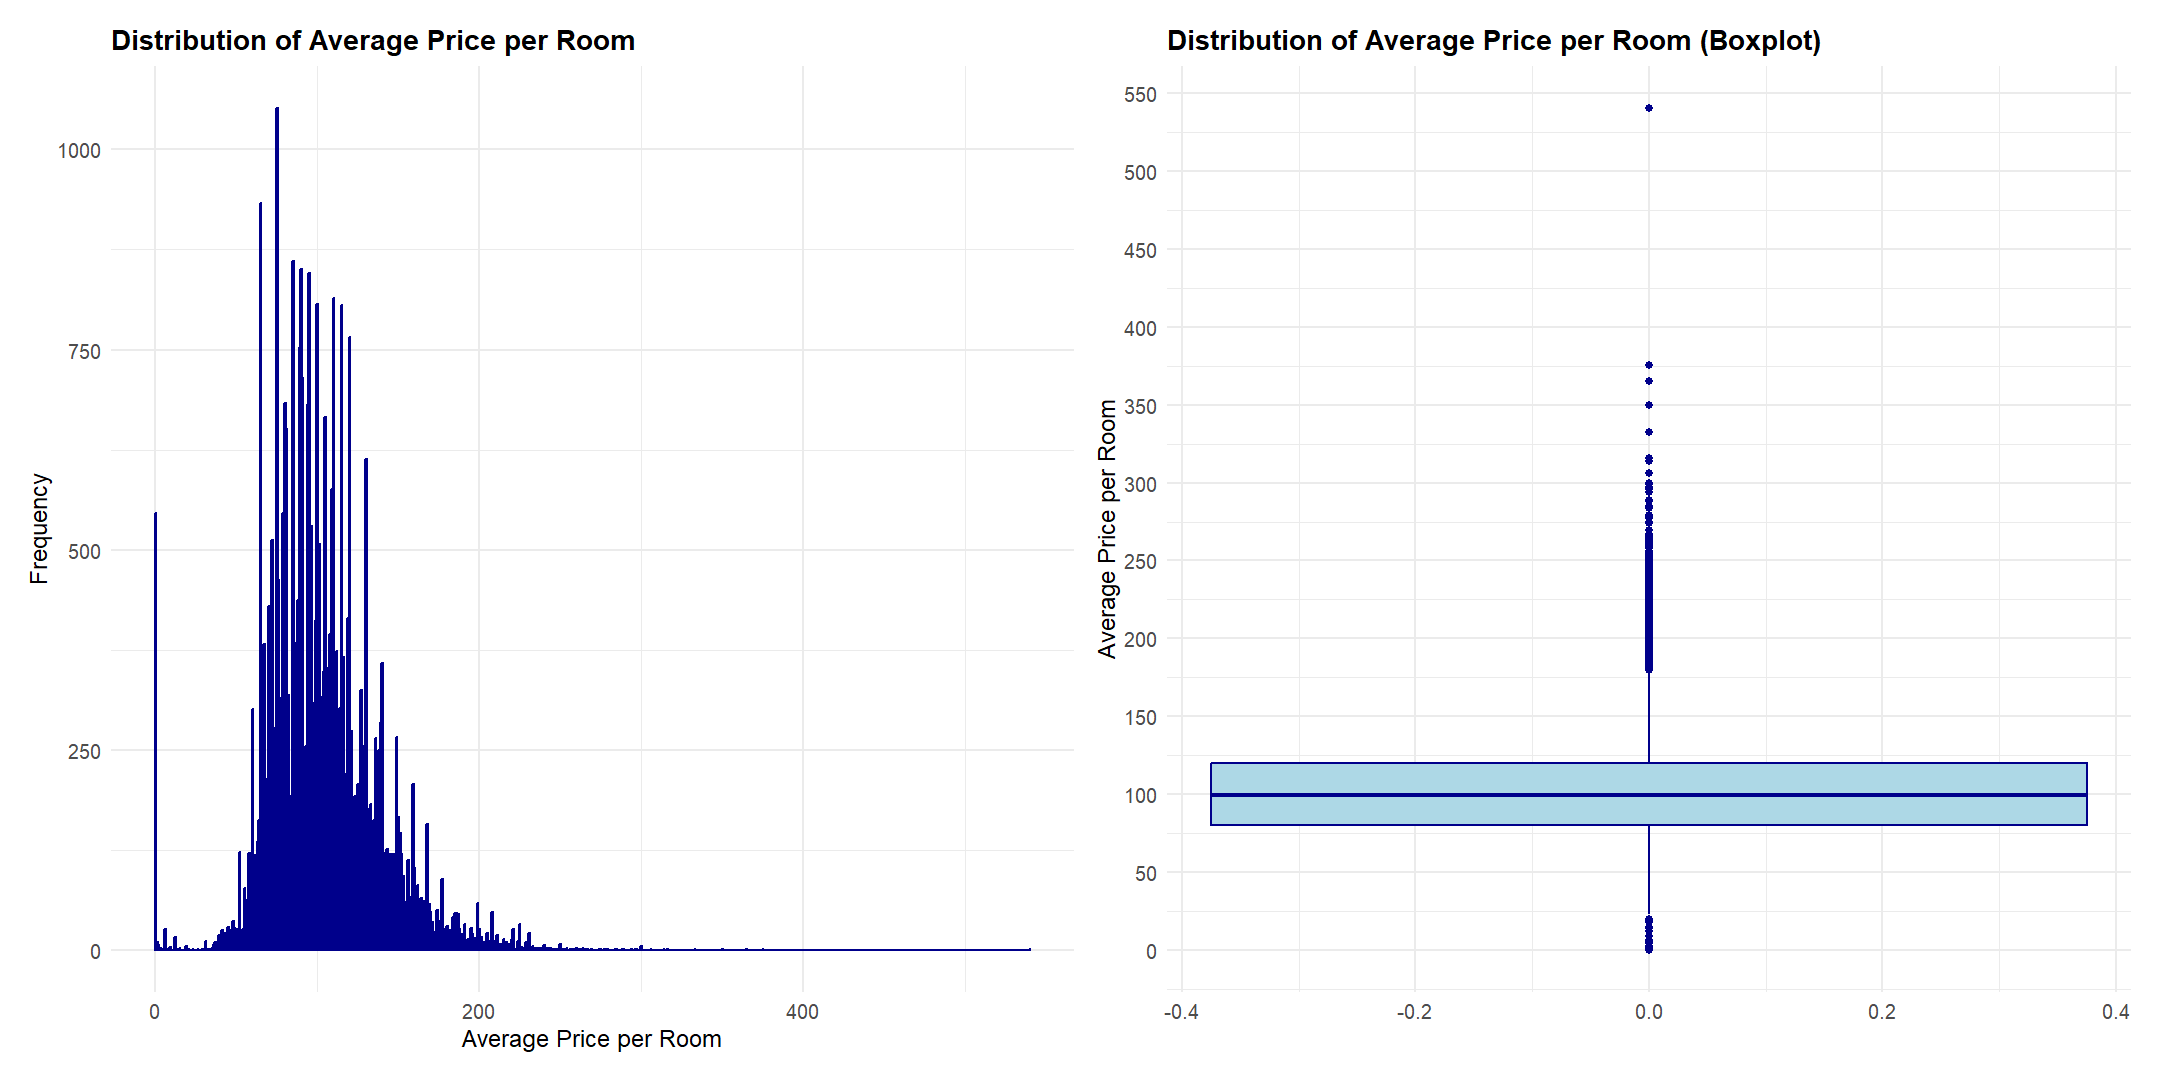 Distribution of Average Price per Room
1000
750
500
250
0
Frequency
0 200 400
Average Price per Room
Distribution of Average Price per Room (Boxplot)
550
500
450
400
350
300
250
200
150
100
50
0
Average Price per Room
-0.4 -0.2 0.0 0.2 0.4